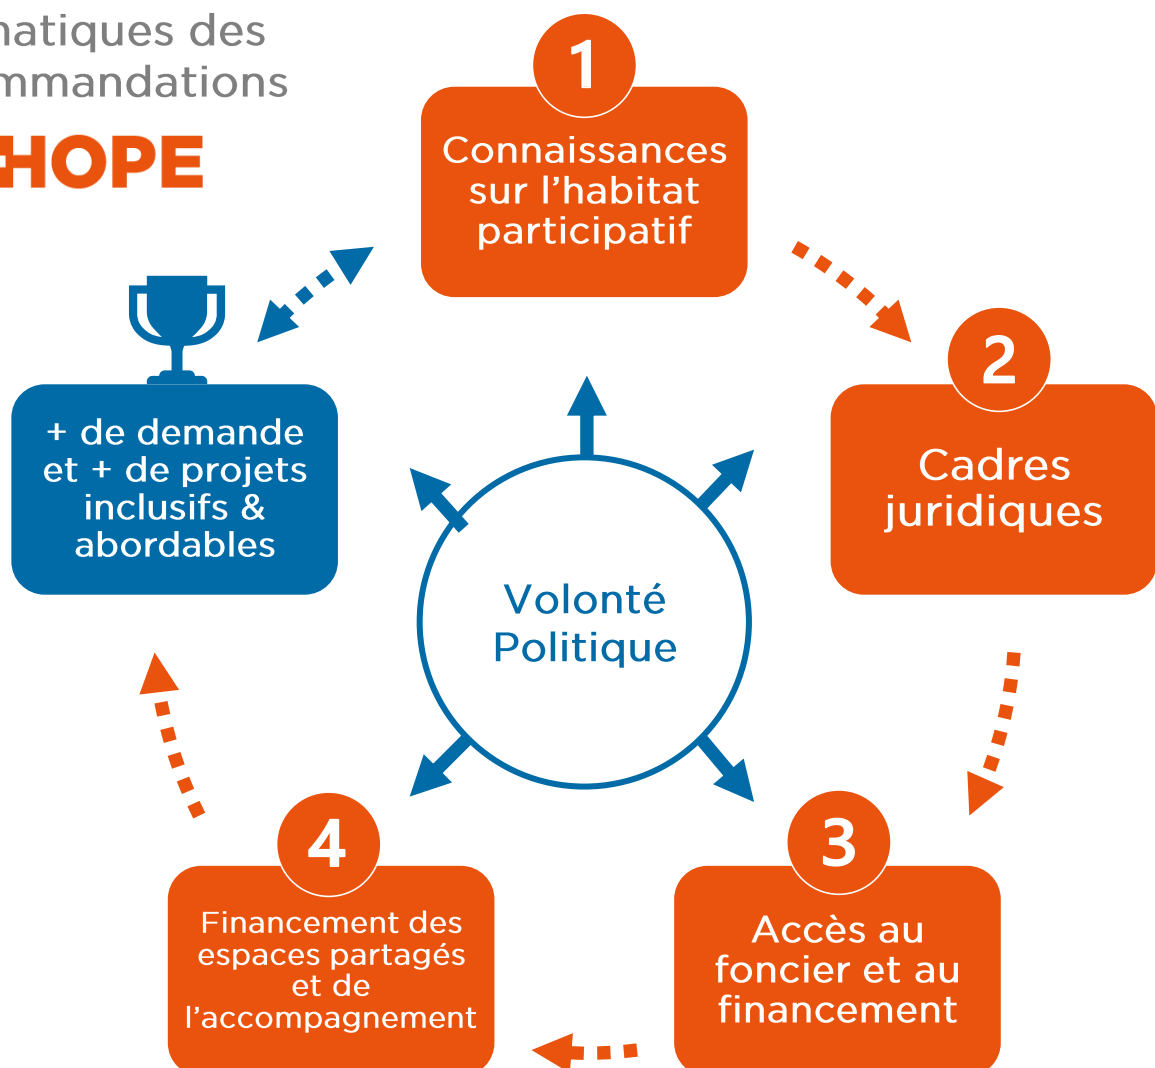 matiques des
mmandations
HOPE
1
Connaissances
sur l'habitat
participatif
2
Cadres
juridiques
3
Accès au
foncier et au
financement
4
Financement des
espaces partagés
et de
l'accompagnement
+ de demande
et + de projets
inclusifs &
abordables
Volonté
Politique